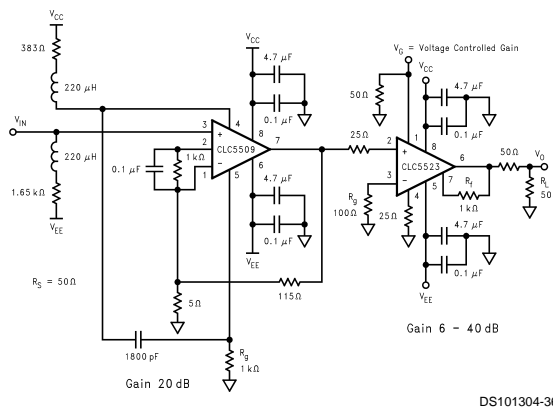 V_CC
383Ω
220 μH
V_IN
220 μH
1.65 kΩ
V_EE
R_S = 50Ω
0.1 μF
1 kΩ
3
2
1
4
+
−
CLC5509
8
7
6
5
V_CC
4.7 μF
0.1 μF
4.7 μF
0.1 μF
V_EE
5Ω
115Ω
1800 pF
R_g
1 kΩ
Gain 20 dB
V_G = Voltage Controlled Gain
50Ω
V_CC
4.7 μF
0.1 μF
25Ω
2
3
1
8
+
−
CLC5523
6
4
5
7
R_g
100Ω
25Ω
R_f
1 kΩ
50Ω
V_O
R_L
50
4.7 μF
0.1 μF
V_EE
Gain 6 - 40 dB
DS101304-36